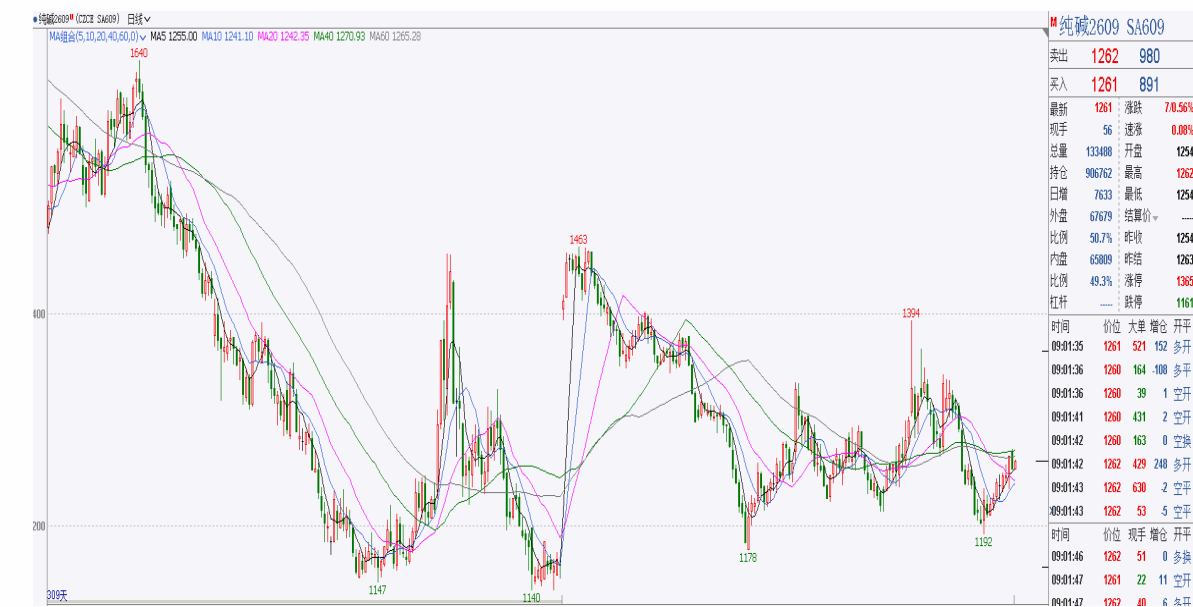 纯碱2609M (CZCE SA609) 日线
MA组合(5,10,20,40,60,0) MA5 1255.00 MA10 1241.10 MA20 1242.35 MA40 1270.93 MA60 1265.28
1640
1463
1394
400
200
1147
1140
1178
1192
309天
M 纯碱2609 SA609
卖出 1262 980
买入 1261 891
最新 1261 涨跌 7/0.56%
现手 56 速涨 0.08%
总量 133488 开盘 1254
持仓 906762 最高 1262
日增 7633 最低 1254
外盘 67679 结算价 ----
比例 50.7% 昨收 1254
内盘 65809 昨结 1263
比例 49.3% 涨停 1365
杠杆 ---- 跌停 1161
时间 价位 大单 增仓 开平
09:01:35 1261 521 152 多开
09:01:36 1260 164 -108 多平
09:01:36 1260 39 1 空开
09:01:41 1260 431 2 空开
09:01:42 1260 163 0 空换
09:01:42 1262 429 248 多开
09:01:43 1262 630 -2 空平
09:01:43 1262 53 -5 空平
时间 价位 现手 增仓 开平
09:01:46 1262 51 0 多换
09:01:47 1261 22 11 空开
09:01:47 1262 40 6 多开